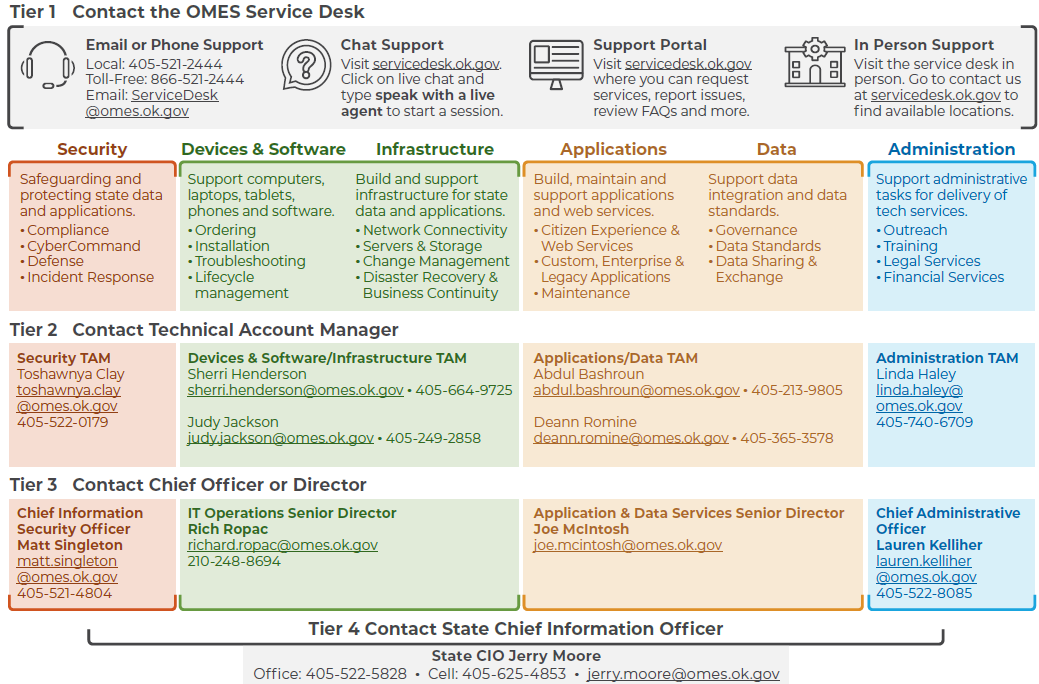 Tier 1 Contact the OMES Service Desk
Email or Phone Support
Local: 405-521-2444
Toll-Free: 866-521-2444
Email: ServiceDesk
@omes.ok.gov
Chat Support
Visit servicedesk.ok.gov.
Click on live chat and
type speak with a live
agent to start a session.
Support Portal
Visit servicedesk.ok.gov
where you can request
services, report issues,
review FAQs and more.
In Person Support
Visit the service desk in
person. Go to contact us
at servicedesk.ok.gov to
find available locations.
Security
Safeguarding and
protecting state data
and applications.
• Compliance
• CyberCommand
• Defense
• Incident Response
Devices & Software
Support computers,
laptops, tablets,
phones and software.
• Ordering
• Installation
• Troubleshooting
• Lifecycle
management
Infrastructure
Build and support
infrastructure for state
data and applications.
• Network Connectivity
• Servers & Storage
• Change Management
• Disaster Recovery &
Business Continuity
Applications
Build, maintain and
support applications
and web services.
• Citizen Experience &
Web Services
• Custom, Enterprise &
Legacy Applications
• Maintenance
Data
Support data
integration and data
standards.
• Governance
• Data Standards
• Data Sharing &
Exchange
Administration
Support administrative
tasks for delivery of
tech services.
• Outreach
• Training
• Legal Services
• Financial Services
Tier 2 Contact Technical Account Manager
Security TAM
Toshawnya Clay
toshawnya.clay
@omes.ok.gov
405-522-0179
Devices & Software/Infrastructure TAM
Sherri Henderson
sherri.henderson@omes.ok.gov • 405-664-9725
Judy Jackson
judy.jackson@omes.ok.gov • 405-249-2858
Applications/Data TAM
Abdul Bashroun
abdul.bashroun@omes.ok.gov • 405-213-9805
Deann Romine
deann.romine@omes.ok.gov • 405-365-3578
Administration TAM
Linda Haley
linda.haley@
omes.ok.gov
405-740-6709
Tier 3 Contact Chief Officer or Director
Chief Information
Security Officer
Matt Singleton
matt.singleton
@omes.ok.gov
405-521-4804
IT Operations Senior Director
Rich Ropac
richard.ropac@omes.ok.gov
210-248-8694
Application & Data Services Senior Director
Joe McIntosh
joe.mcintosh@omes.ok.gov
Chief Administrative
Officer
Lauren Kelliher
lauren.kelliher
@omes.ok.gov
405-522-8085
Tier 4 Contact State Chief Information Officer
State CIO Jerry Moore
Office: 405-522-5828 • Cell: 405-625-4853 • jerry.moore@omes.ok.gov